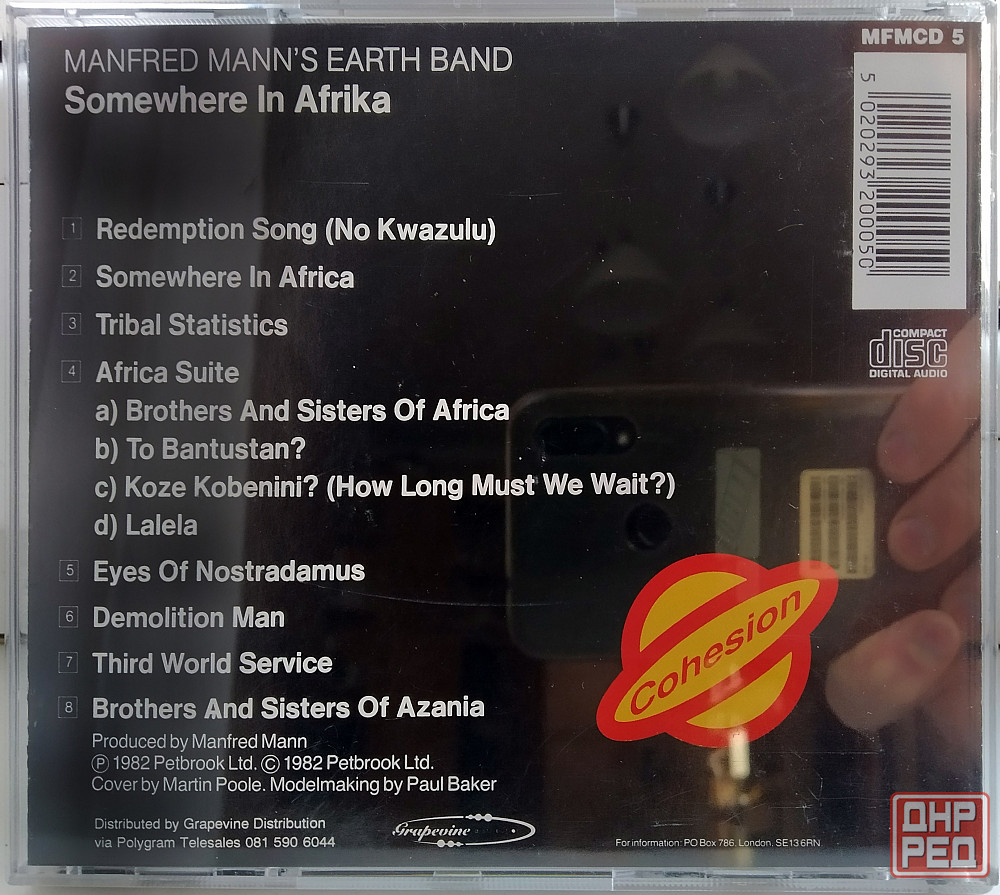 MANFRED MANN'S EARTH BAND
Somewhere In Afrika
MFMCD 5
5 020293 200050
1 Redemption Song (No Kwazulu)
2 Somewhere In Africa
3 Tribal Statistics
4 Africa Suite
a) Brothers And Sisters Of Africa
b) To Bantustan?
c) Koze Kobenini? (How Long Must We Wait?)
d) Lalela
COMPACT
disc
DIGITAL AUDIO
5 Eyes Of Nostradamus
6 Demolition Man
7 Third World Service
8 Brothers And Sisters Of Azania
Cohesion
Produced by Manfred Mann
Ⓟ 1982 Petbrook Ltd. © 1982 Petbrook Ltd.
Cover by Martin Poole. Modelmaking by Paul Baker
Distributed by Grapevine Distribution
via Polygram Telesales 081 590 6044
Grapevine
For information: PO Box 786, London. SE13 6RN
ДНР
РЕД